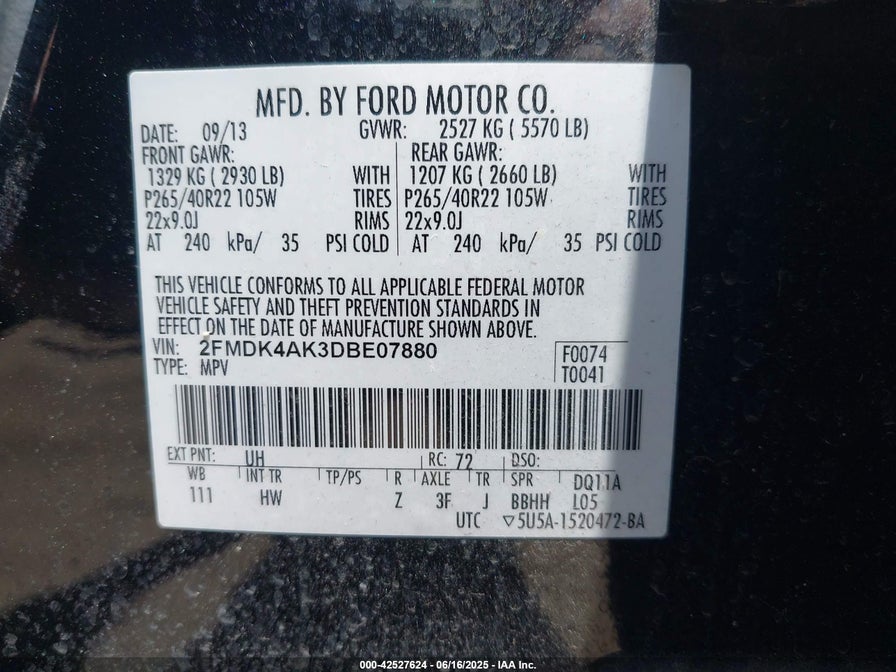 MFD. BY FORD MOTOR CO.
DATE: 09/13 GVWR: 2527 KG ( 5570 LB)
FRONT GAWR: REAR GAWR:
1329 KG ( 2930 LB) WITH 1207 KG ( 2660 LB) WITH
P265/40R22 105W TIRES P265/40R22 105W TIRES
22x9.0J RIMS 22x9.0J RIMS
AT 240 kPa/ 35 PSI COLD AT 240 kPa/ 35 PSI COLD
THIS VEHICLE CONFORMS TO ALL APPLICABLE FEDERAL MOTOR
VEHICLE SAFETY AND THEFT PREVENTION STANDARDS IN
EFFECT ON THE DATE OF MANUFACTURE SHOWN ABOVE.
VIN: 2FMDK4AK3DBE07880 F0074
TYPE: MPV T0041
EXT PNT: UH RC: 72 DSO:
WB INT TR TP/PS R AXLE TR SPR DQ11A
111 HW Z 3F J BBHH L05
UTC ▽5U5A-1520472-BA
000-42527624 - 06/16/2025 - IAA Inc.